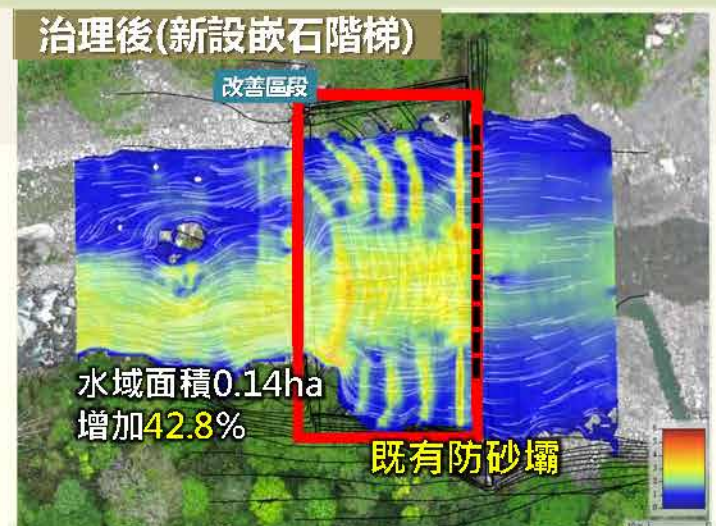 治理後(新設嵌石階梯)
改善區段
水域面積0.14ha
增加42.8%
既有防砂壩